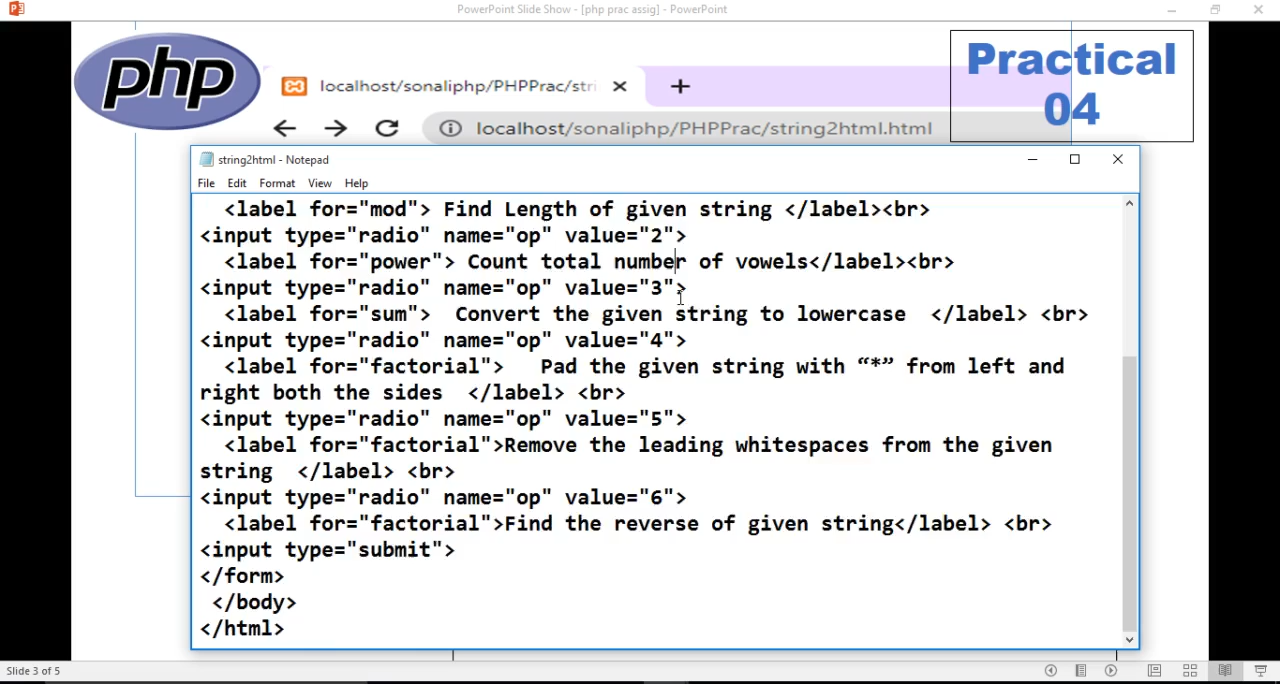 PowerPoint Slide Show - [php prac assig] - PowerPoint
php
localhost/sonaliphp/PHPPrac/stri
Practical
04
localhost/sonaliphp/PHPPrac/string2html.html
string2html - Notepad
File Edit Format View Help
<label for="mod"> Find Length of given string </label><br>
<input type="radio" name="op" value="2">
<label for="power"> Count total number of vowels</label><br>
<input type="radio" name="op" value="3">
<label for="sum">  Convert the given string to lowercase  </label> <br>
<input type="radio" name="op" value="4">
<label for="factorial">   Pad the given string with “*” from left and
right both the sides  </label> <br>
<input type="radio" name="op" value="5">
<label for="factorial">Remove the leading whitespaces from the given
string  </label> <br>
<input type="radio" name="op" value="6">
<label for="factorial">Find the reverse of given string</label> <br>
<input type="submit">
</form>
</body>
</html>
Slide 3 of 5